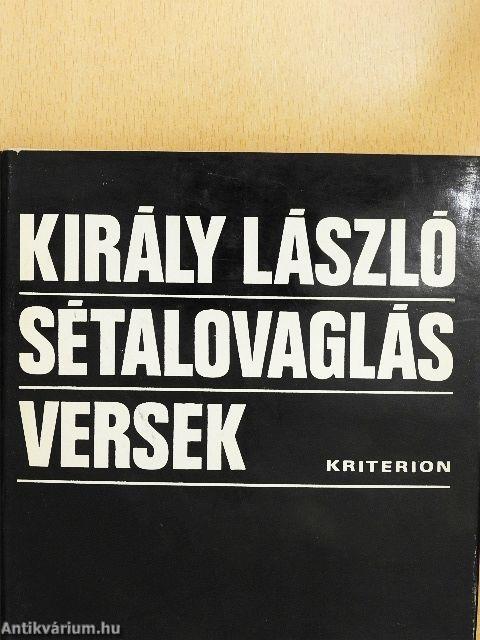 KIRÁLY LÁSZLÓ
SÉTALOVAGLÁS
VERSEK
KRITERION
Antikvárium.hu